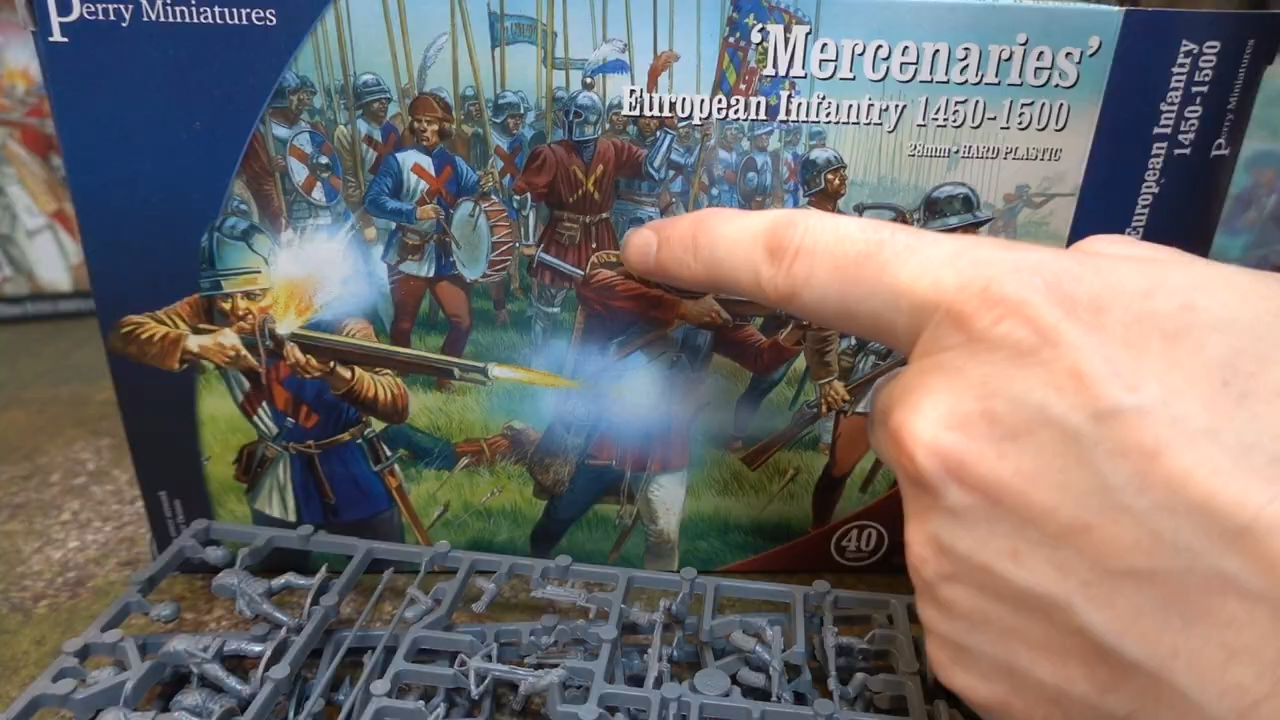 Perry Miniatures
'Mercenaries'
European Infantry 1450-1500
28mm • HARD PLASTIC
European Infantry
1450-1500
Perry Miniatures
40